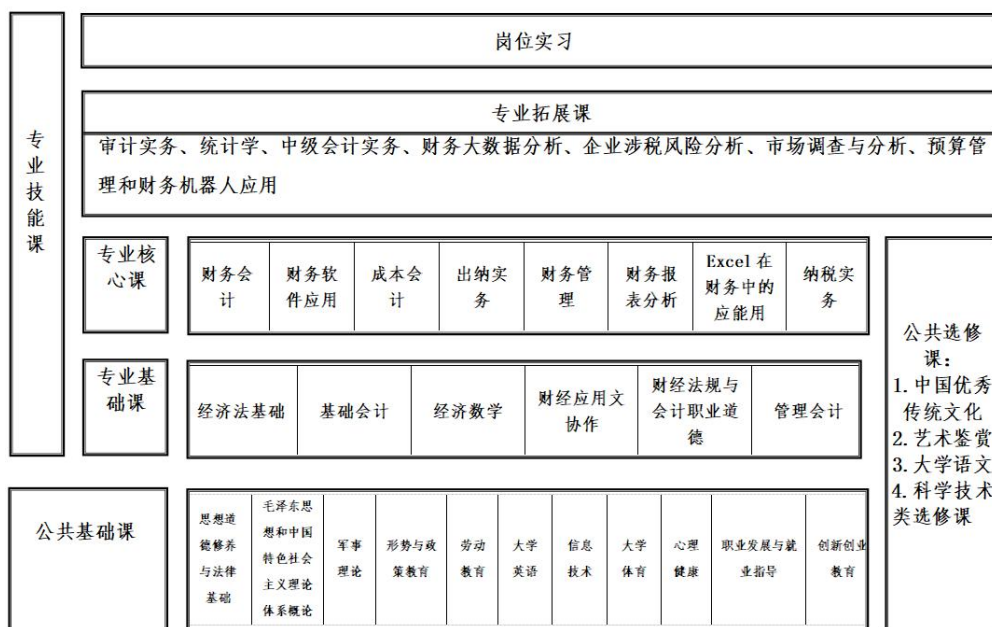 岗位实习
专业技能课
专业拓展课
审计实务、统计学、中级会计实务、财务大数据分析、企业涉税风险分析、市场调查与分析、预算管
理和财务机器人应用
专业核
心课
财务会
计
财务软
件应用
成本会
计
出纳实
务
财务管
理
财务报
表分析
Excel 在
财务中的
应能用
纳税实
务
专业基
础课
经济法基础
基础会计
经济数学
财经应用文
协作
财经法规与
会计职业道
德
管理会计
公共选修
课:
1.中国优秀
传统文化
2.艺术鉴赏
3.大学语文
4.科学技术
类选修课
公共基础课
思想道
德修养
与法律
基础
毛泽东思
想和中国
特色社会
主义理论
体系概论
军事
理论
形势与政
策教育
劳动
教育
大学
英语
信息
技术
大学
体育
心理
健康
职业发展与就
业指导
创新创业
教育